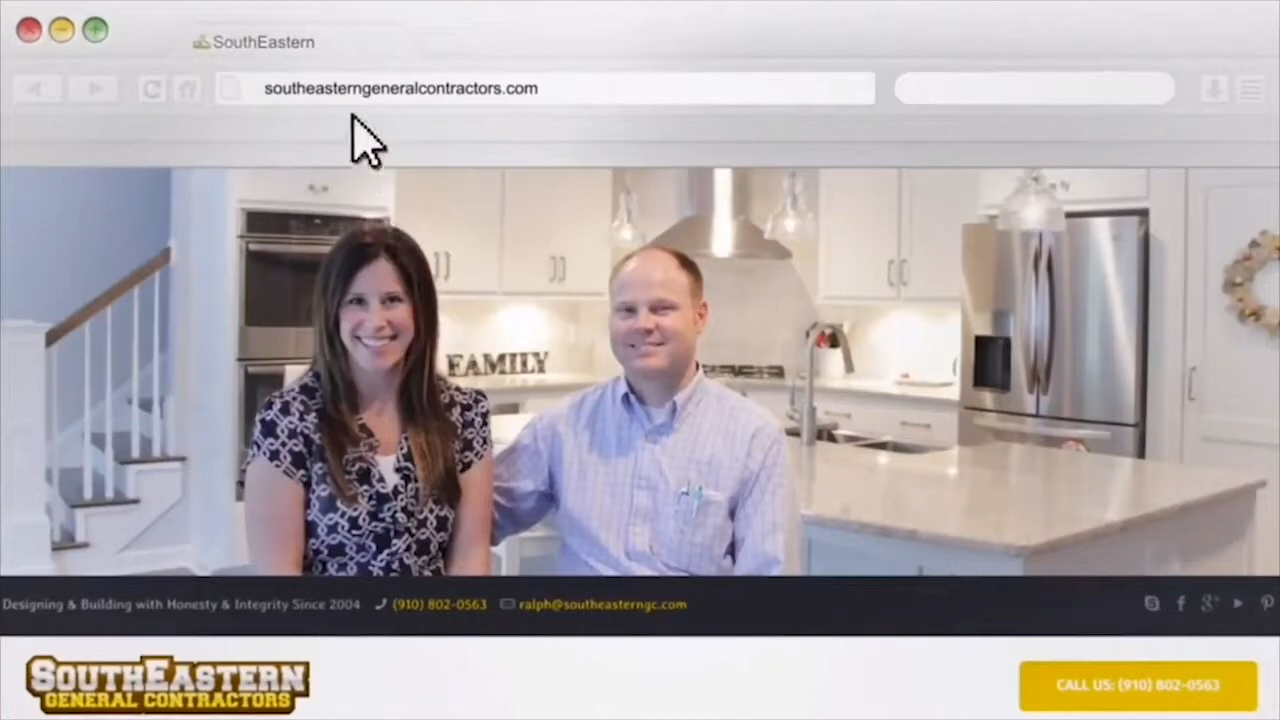 SouthEastern
southeasterngeneralcontractors.com
FAMILY
Designing & Building with Honesty & Integrity Since 2004 (910) 802-0563 ralph@southeasterngc.com
SOUTHEASTERN
GENERAL CONTRACTORS
CALL US: (910) 802-0563